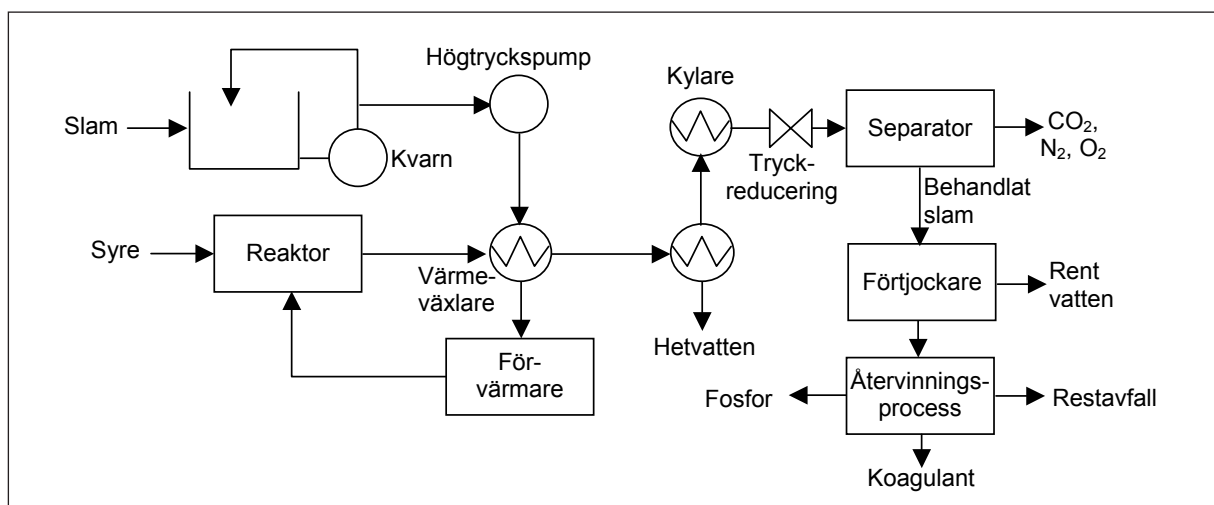 Högtryckspump
Kylare
Slam
Kvarn
Tryck-
reducering
Separator
CO₂,
N₂, O₂
Behandlat
slam
Syre
Reaktor
Värme-
växlare
Förtjockare
Rent
vatten
Hetvatten
För-
värmare
Fosfor
Återvinnings-
process
Restavfall
Koagulant